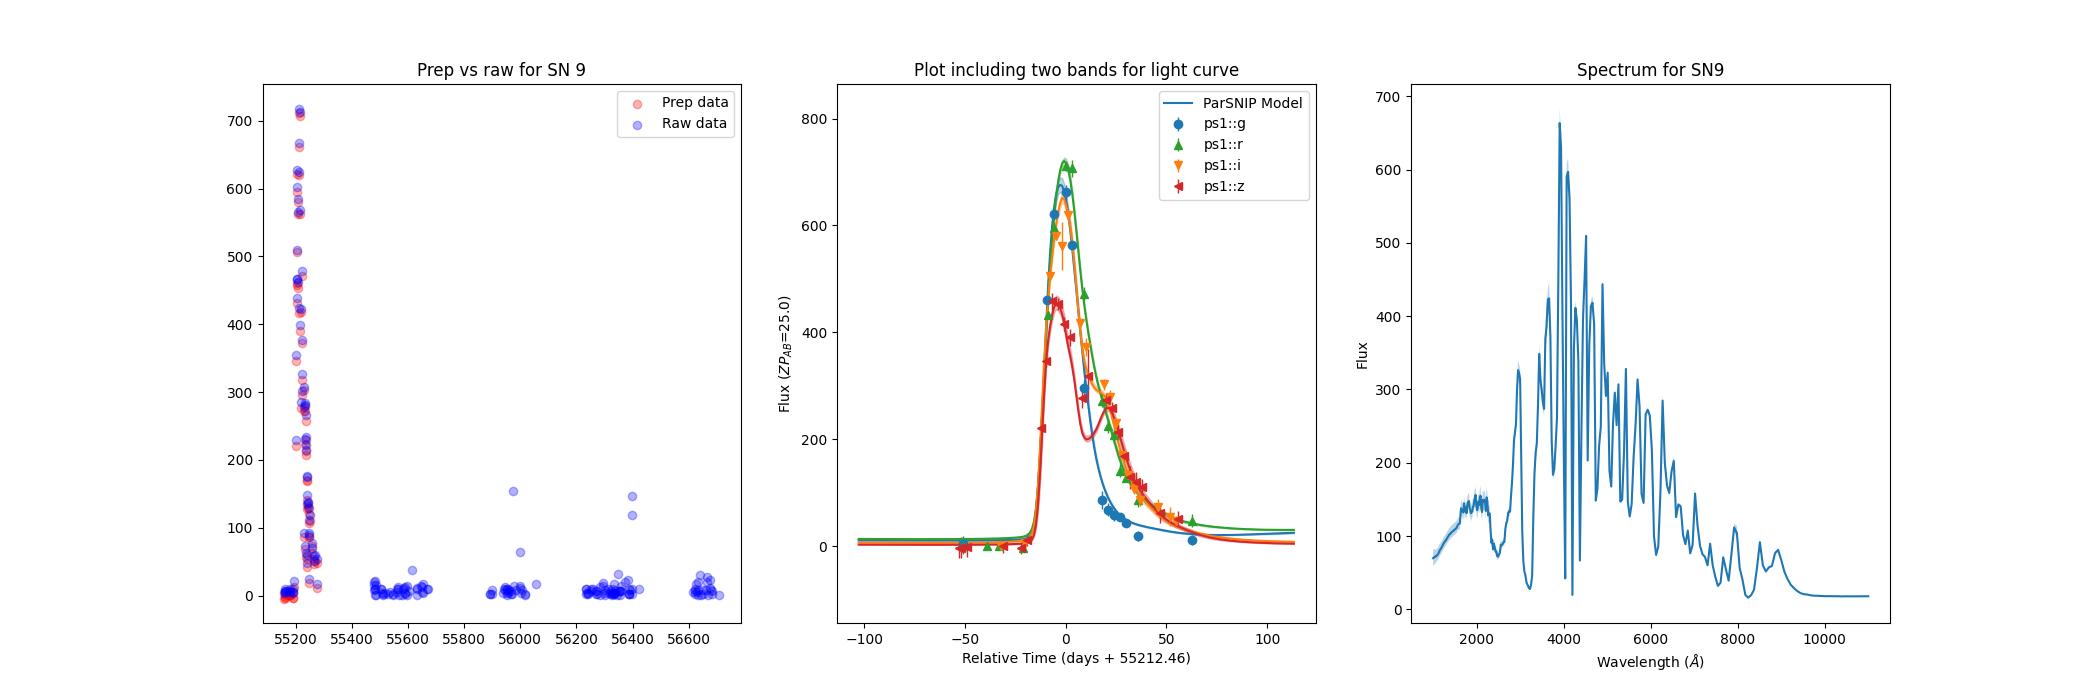 Prep vs raw for SN 9
Prep data
Raw data
700
600
500
400
300
200
100
0
55200 55400 55600 55800 56000 56200 56400 56600
Plot including two bands for light curve
ParSNIP Model
ps1::g
ps1::r
ps1::i
ps1::z
Flux (ZP_AB=25.0)
800
600
400
200
0
−100 −50 0 50 100
Relative Time (days + 55212.46)
Spectrum for SN9
Flux
700
600
500
400
300
200
100
0
2000 4000 6000 8000 10000
Wavelength (Å)